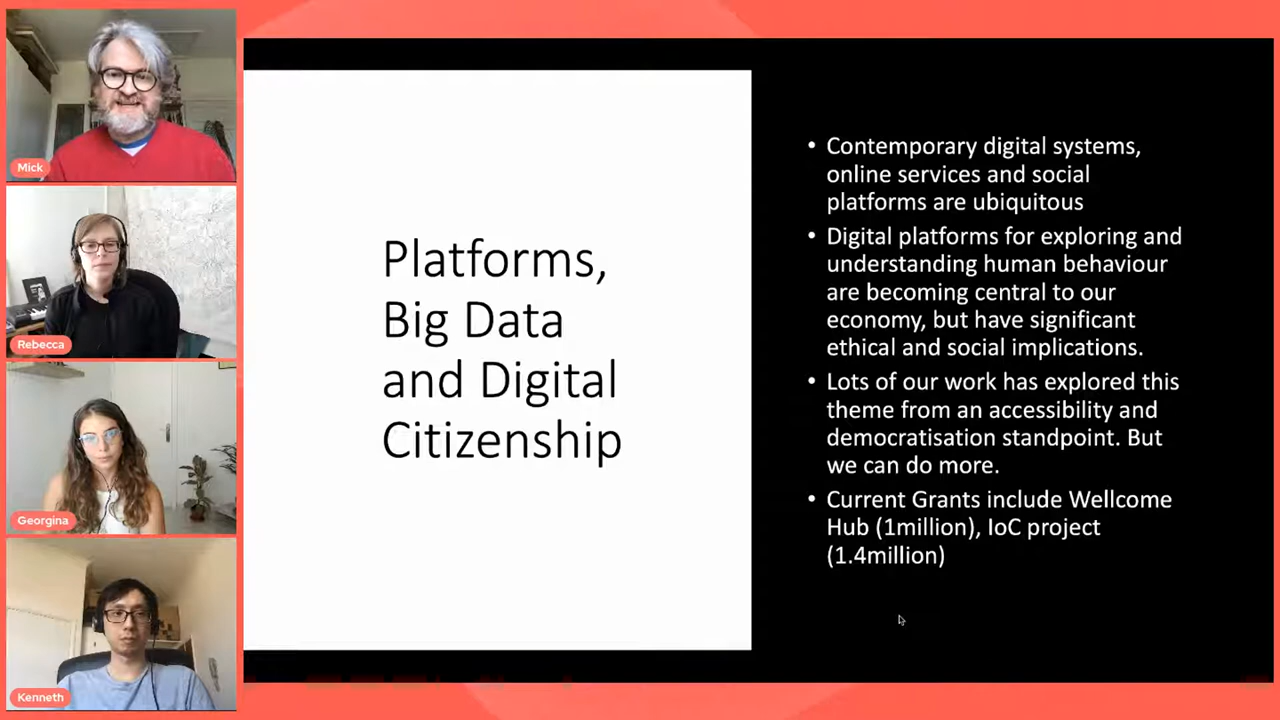 Mick
Rebecca
Georgina
Kenneth
Platforms,
Big Data
and Digital
Citizenship
• Contemporary digital systems,
online services and social
platforms are ubiquitous
• Digital platforms for exploring and
understanding human behaviour
are becoming central to our
economy, but have significant
ethical and social implications.
• Lots of our work has explored this
theme from an accessibility and
democratisation standpoint. But
we can do more.
• Current Grants include Wellcome
Hub (1million), IoC project
(1.4million)